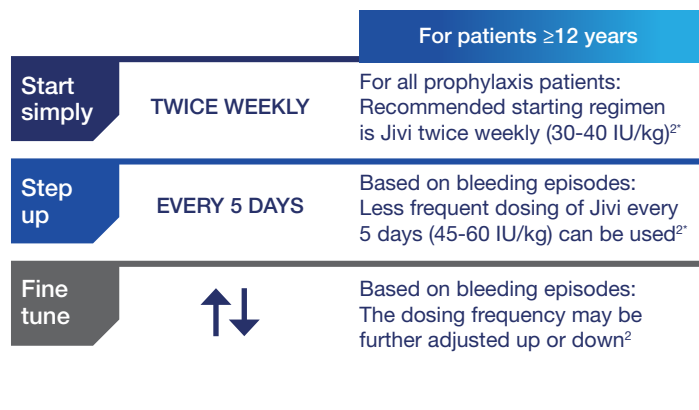 For patients ≥12 years
Start
simply
TWICE WEEKLY
For all prophylaxis patients:
Recommended starting regimen
is Jivi twice weekly (30-40 IU/kg)²*
Step
up
EVERY 5 DAYS
Based on bleeding episodes:
Less frequent dosing of Jivi every
5 days (45-60 IU/kg) can be used²*
Fine
tune
Based on bleeding episodes:
The dosing frequency may be
further adjusted up or down²